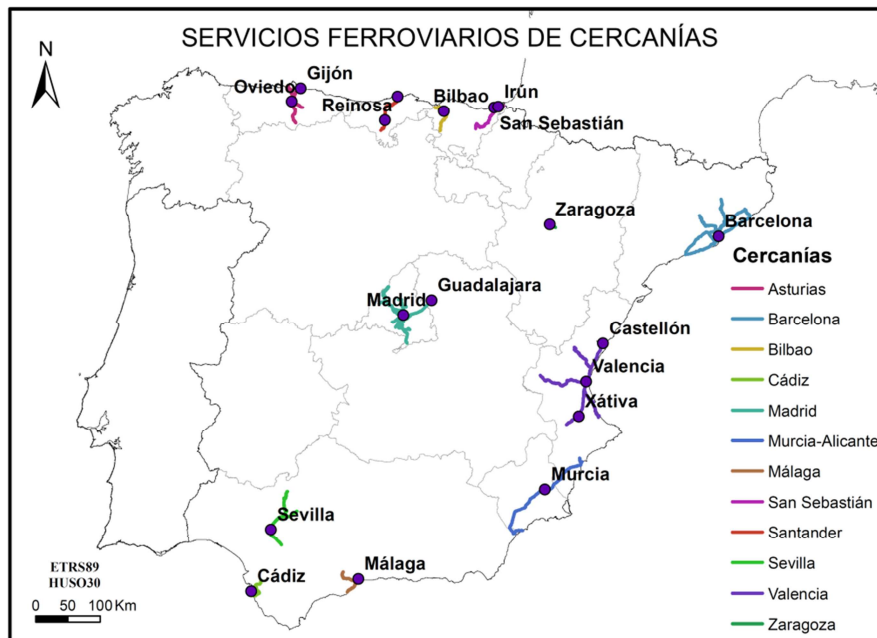 SERVICIOS FERROVIARIOS DE CERCANÍAS
N
Gijón
Oviedo
Reinosa
Bilbao
Irún
San Sebastián
Zaragoza
Barcelona
Guadalajara
Madrid
Castellón
Valencia
Xátiva
Murcia
Sevilla
Málaga
Cádiz
Cercanías
Asturias
Barcelona
Bilbao
Cádiz
Madrid
Murcia-Alicante
Málaga
San Sebastián
Santander
Sevilla
Valencia
Zaragoza
ETRS89
HUSO30
0 50 100 Km